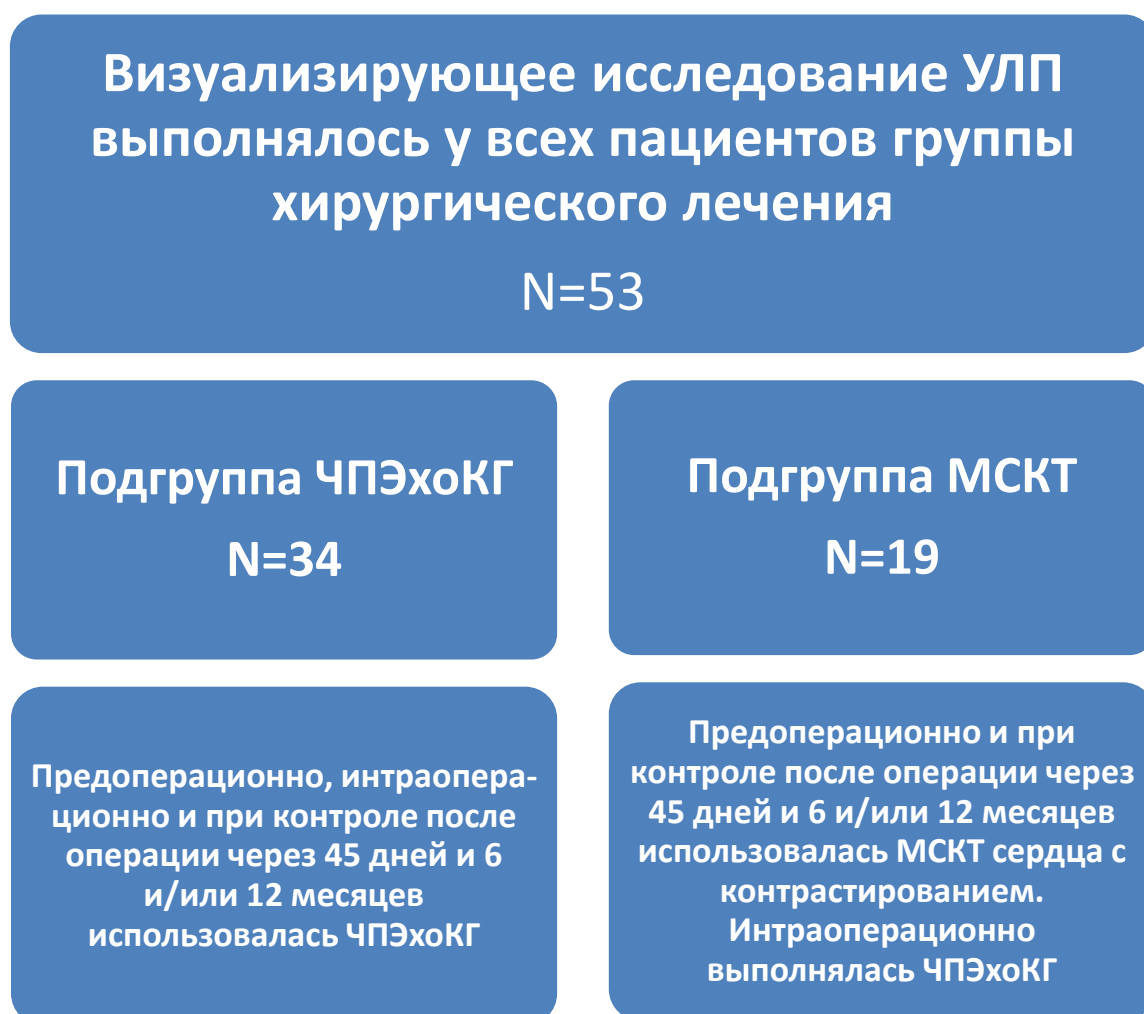 Визуализирующее исследование УЛП
выполнялось у всех пациентов группы
хирургического лечения
N=53
Подгруппа ЧПЭхоКГ
N=34
Подгруппа МСКТ
N=19
Предоперационно, интраопера-
ционно и при контроле после
операции через 45 дней и 6
и/или 12 месяцев
использовалась ЧПЭхоКГ
Предоперационно и при
контроле после операции через
45 дней и 6 и/или 12 месяцев
использовалась МСКТ сердца с
контрастированием.
Интраоперационно
выполнялась ЧПЭхоКГ